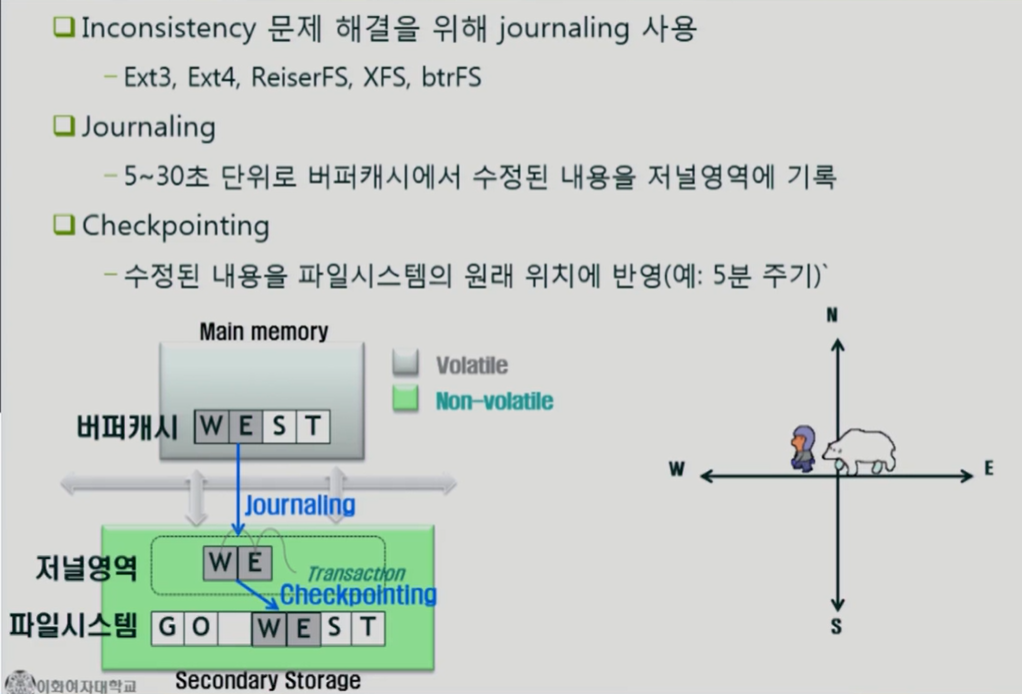 Inconsistency 문제 해결을 위해 journaling 사용
– Ext3, Ext4, ReiserFS, XFS, btrFS
Journaling
– 5~30초 단위로 버퍼캐시에서 수정된 내용을 저널영역에 기록
Checkpointing
– 수정된 내용을 파일시스템의 원래 위치에 반영(예: 5분 주기)`
Main memory
Volatile
Non-volatile
버퍼캐시 W E S T
Journaling
저널영역 W E
Transaction
Checkpointing
파일시스템 G O W E S T
Secondary Storage
이화여자대학교
N
W
E
S